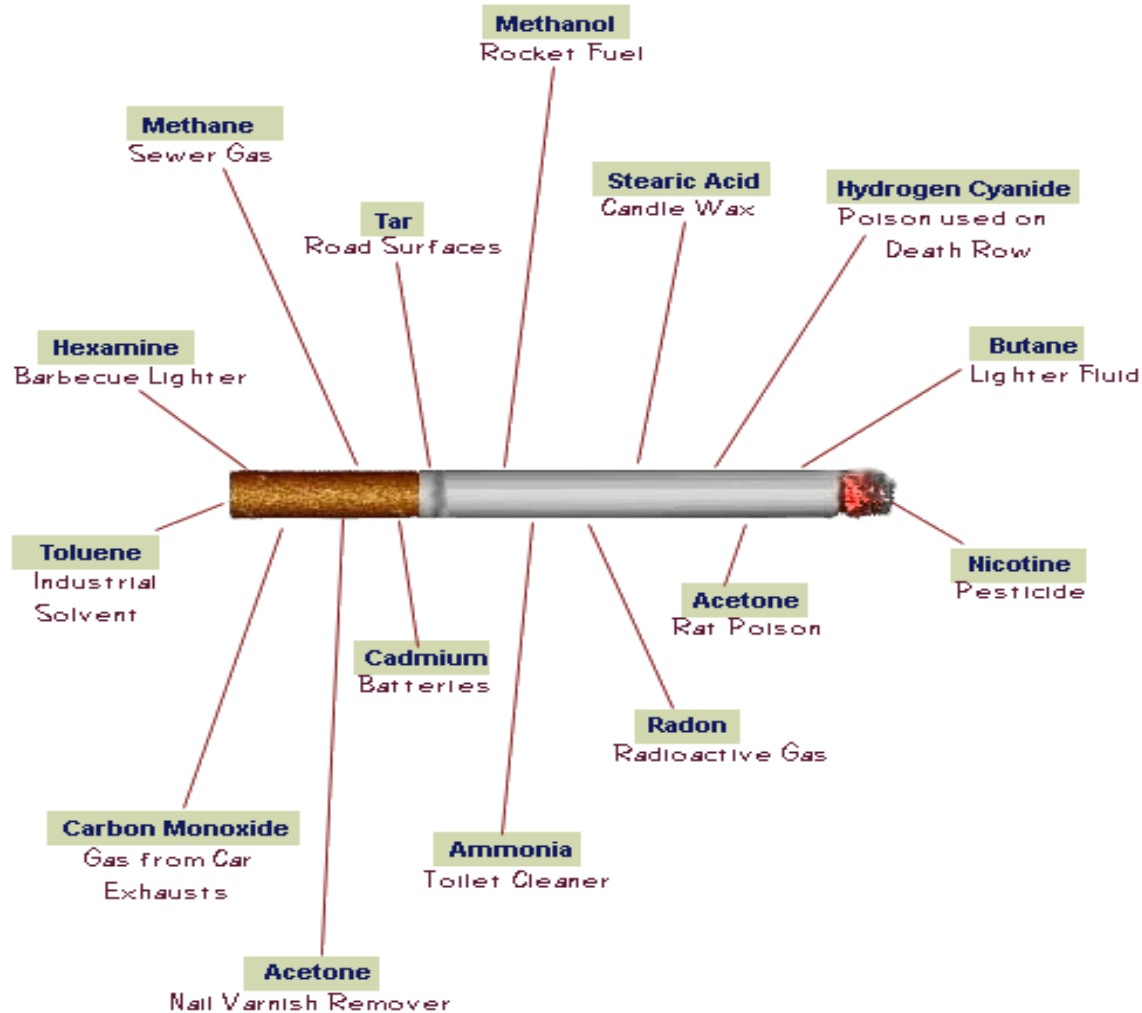 Methanol
Rocket Fuel
Methane
Sewer Gas
Stearic Acid
Candle Wax
Hydrogen Cyanide
Poison used on
Death Row
Tar
Road Surfaces
Hexamine
Barbecue Lighter
Butane
Lighter Fluid
Toluene
Industrial
Solvent
Nicotine
Pesticide
Acetone
Rat Poison
Cadmium
Batteries
Radon
Radioactive Gas
Carbon Monoxide
Gas from Car
Exhausts
Ammonia
Toilet Cleaner
Acetone
Nail Varnish Remover